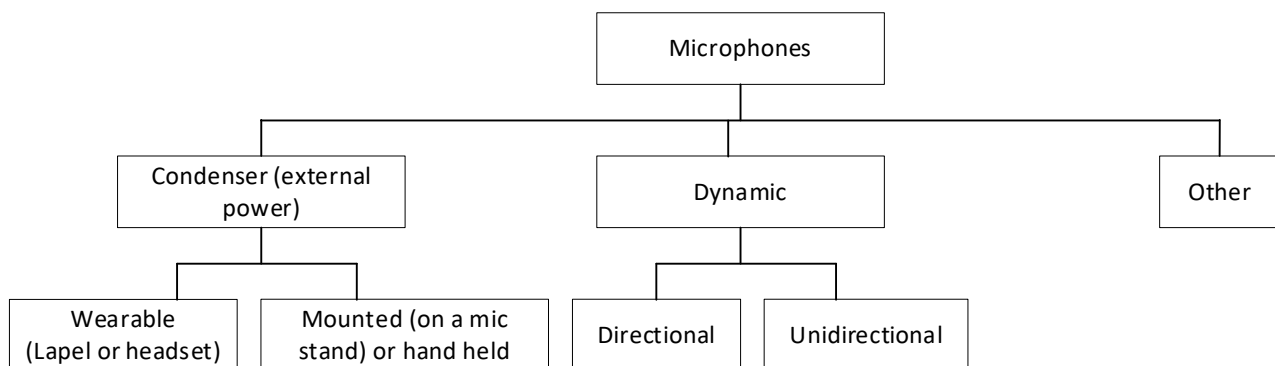 Microphones
Condenser (external
power)
Dynamic
Other
Wearable
(Lapel or headset)
Mounted (on a mic
stand) or hand held
Directional
Unidirectional